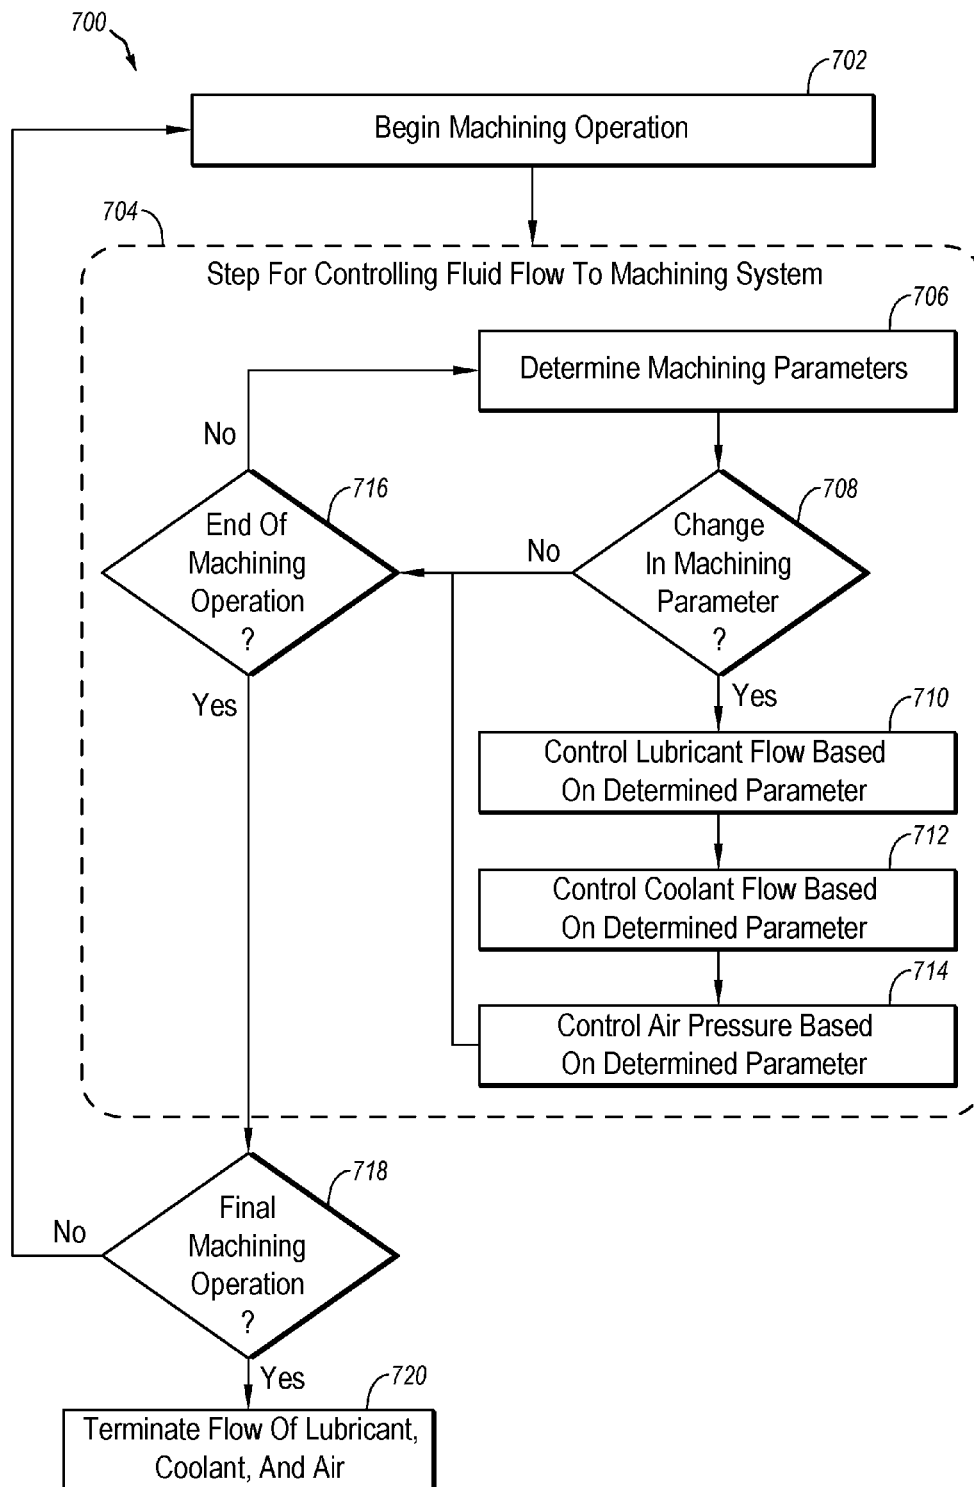 700
702
Begin Machining Operation
704
Step For Controlling Fluid Flow To Machining System
706
Determine Machining Parameters
No
716
End Of
Machining
Operation
?
Yes
708
Change
In Machining
Parameter
?
No
Yes
710
Control Lubricant Flow Based
On Determined Parameter
712
Control Coolant Flow Based
On Determined Parameter
714
Control Air Pressure Based
On Determined Parameter
718
Final
Machining
Operation
?
No
Yes
720
Terminate Flow Of Lubricant,
Coolant, And Air